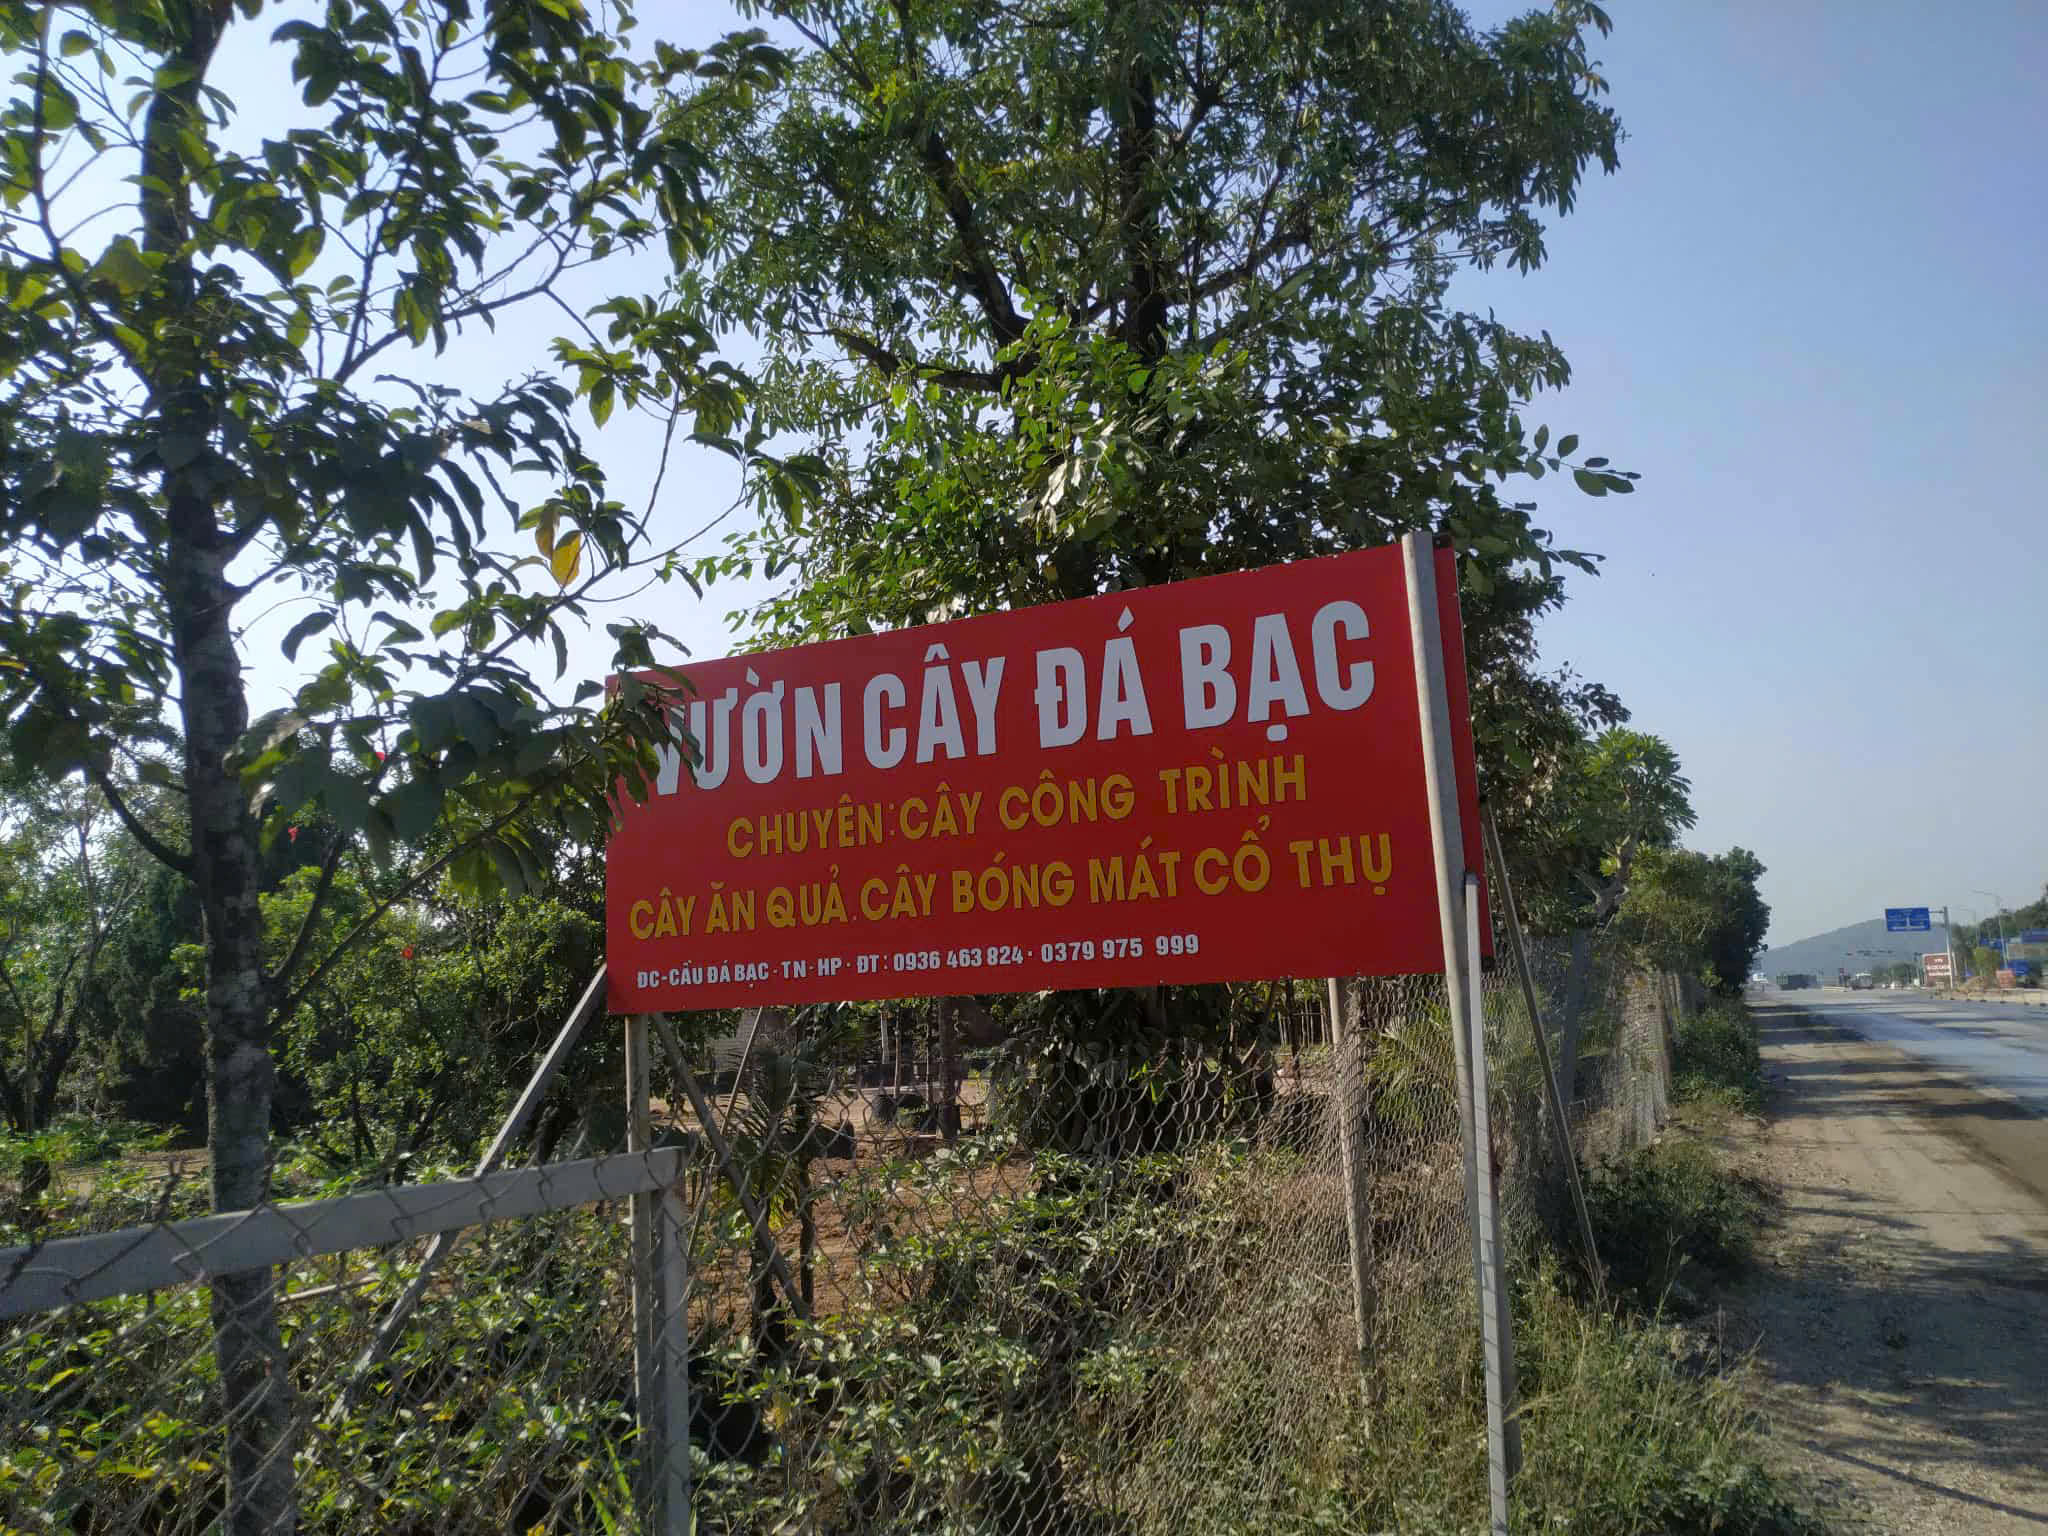 VƯỜN CÂY ĐÁ BẠC
CHUYÊN: CÂY CÔNG TRÌNH
CÂY ĂN QUẢ. CÂY BÓNG MÁT CỔ THỤ
ĐC-CẦU ĐÁ BẠC - TN - HP - ĐT: 0936 463 824 - 0379 975 999